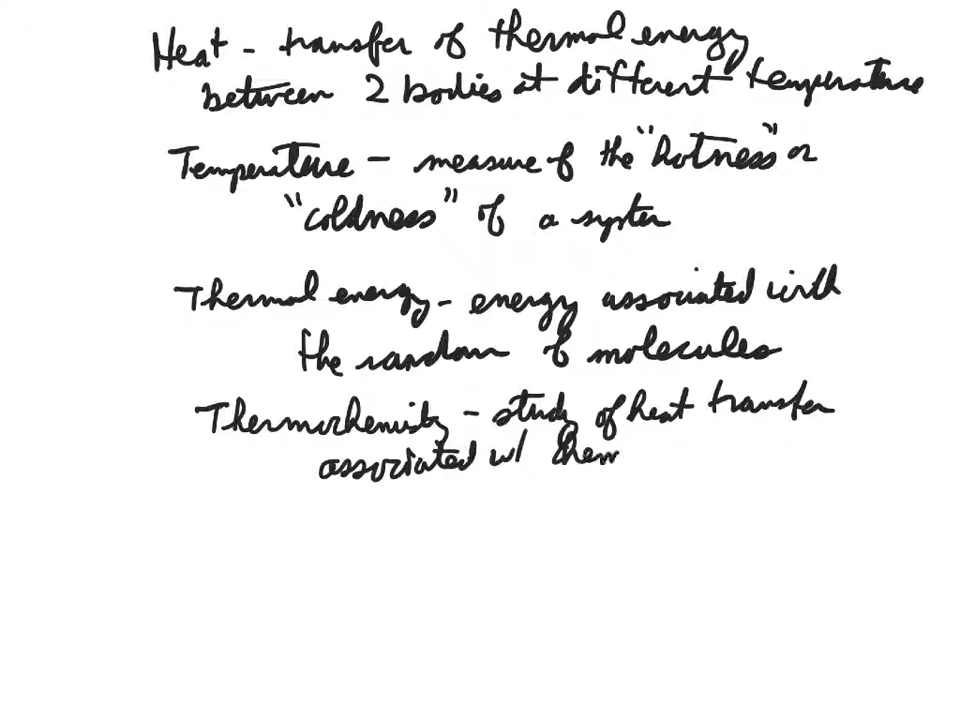 Heat - transfer of thermal energy
between 2 bodies at different temperature
Temperature - measure of the "hotness" or
"coldness" of a system
Thermal energy - energy associated with
the random of molecules
Thermochemistry - study of heat transfer
associated w/ chem